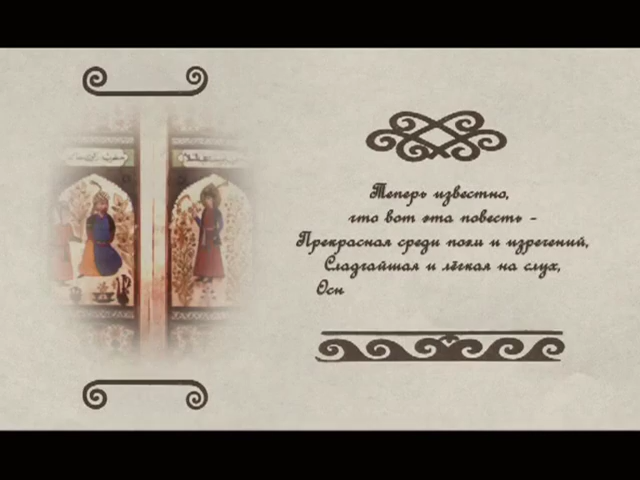 Теперь известно,
что вот эта повесть -
Прекрасная среди поэм и изречений,
Сладчайшая и лёгкая на слух,
Осн